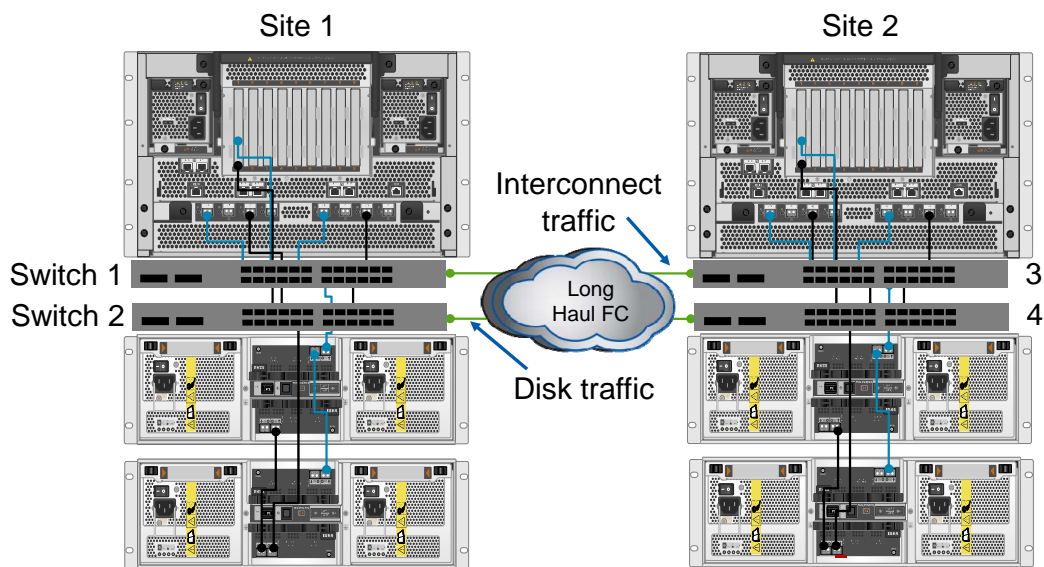 Site 1
Site 2
Interconnect
traffic
Switch 1
3
Long
Haul FC
Switch 2
4
Disk traffic